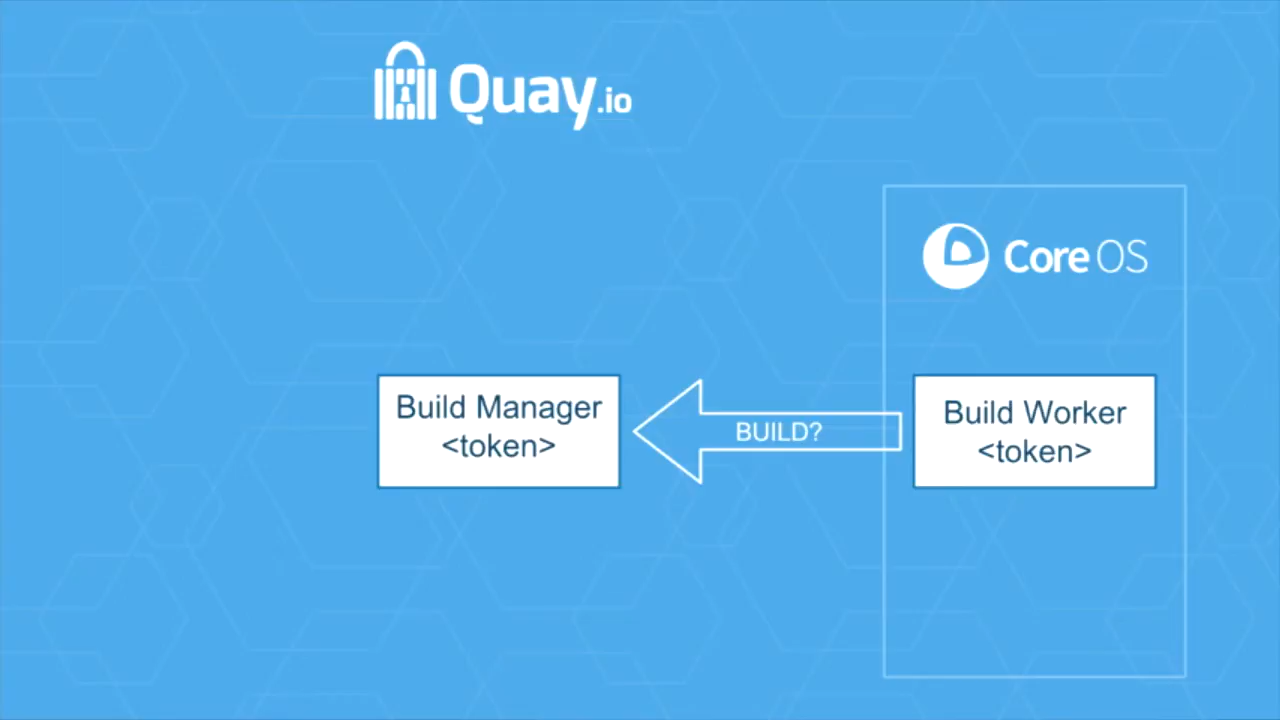 Quay.io
CoreOS
Build Manager
<token>
BUILD?
Build Worker
<token>